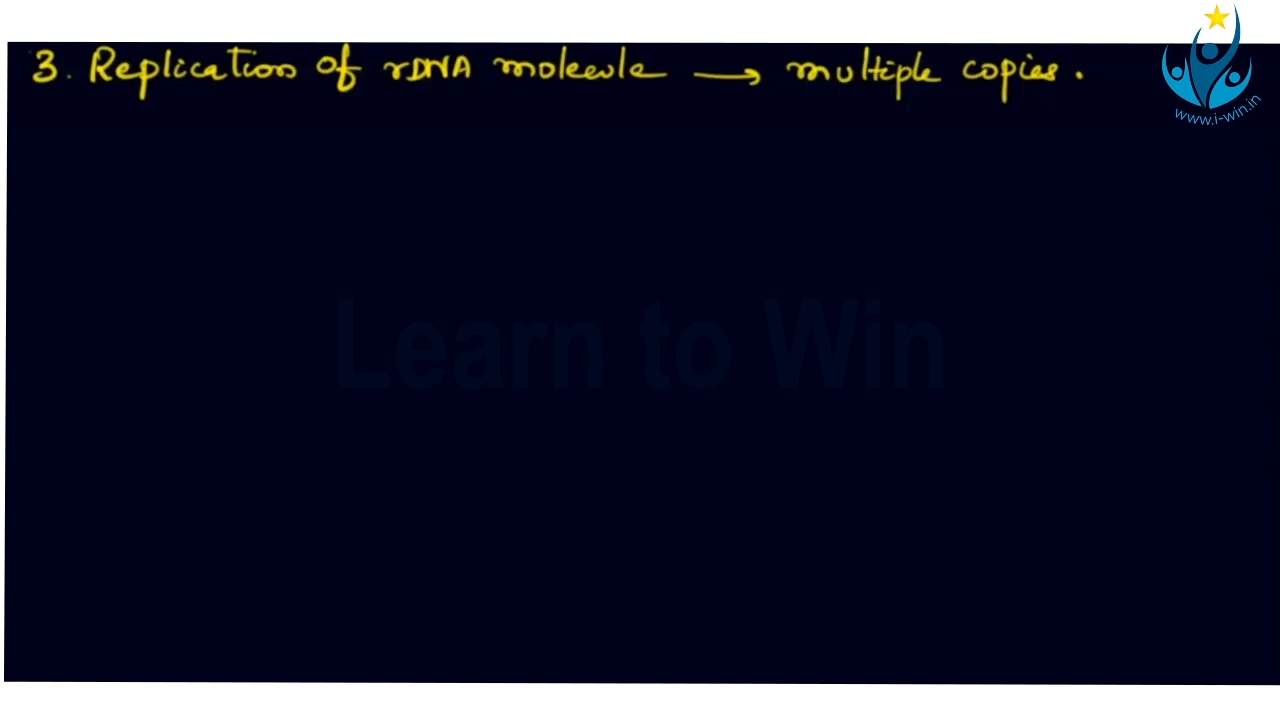 3. Replication of rDNA molecule → multiple copies.
www.i-win.in
Learn to Win